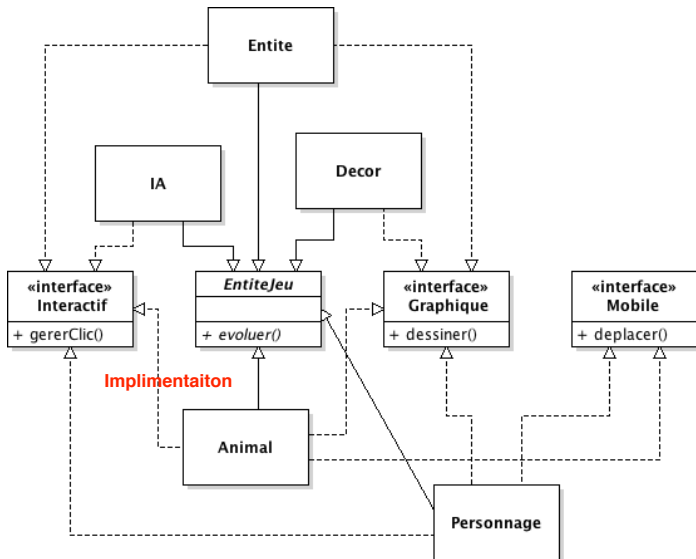 Entite
IA
Decor
«interface»
Interactif
+ gererClic()
EntiteJeu
+ evoluer()
«interface»
Graphique
+ dessiner()
«interface»
Mobile
+ deplacer()
Implimentaiton
Animal
Personnage